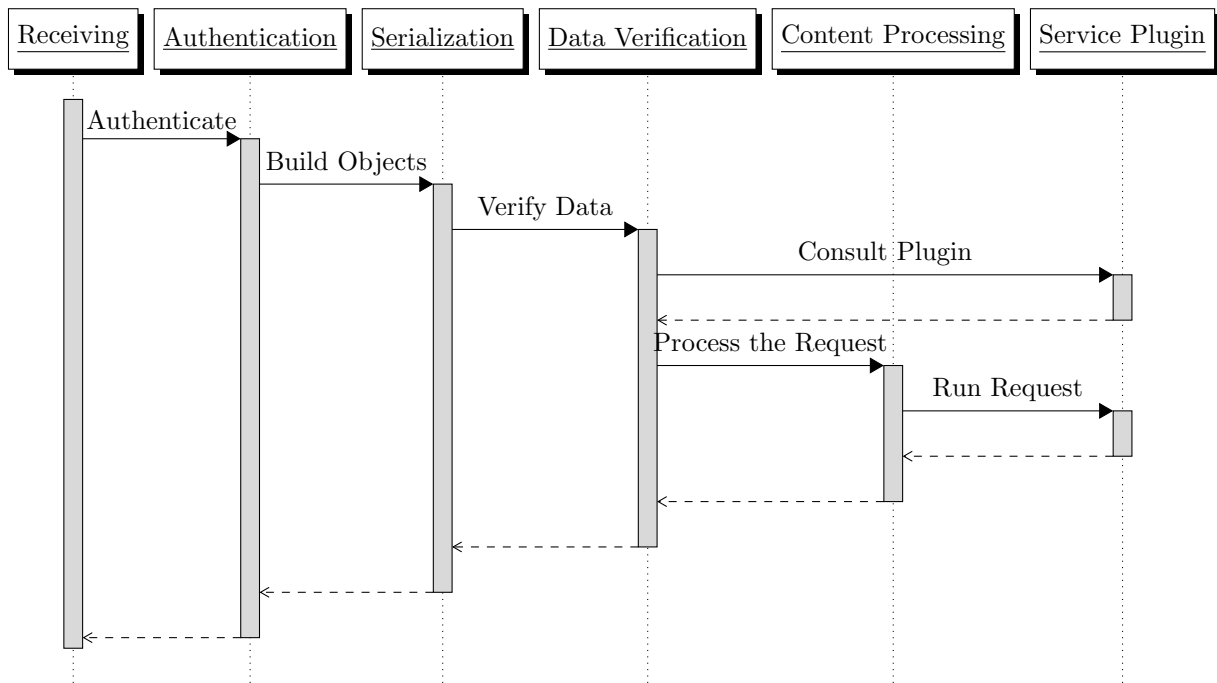 Receiving
Authentication
Serialization
Data Verification
Content Processing
Service Plugin
Authenticate
Build Objects
Verify Data
Consult Plugin
Process the Request
Run Request